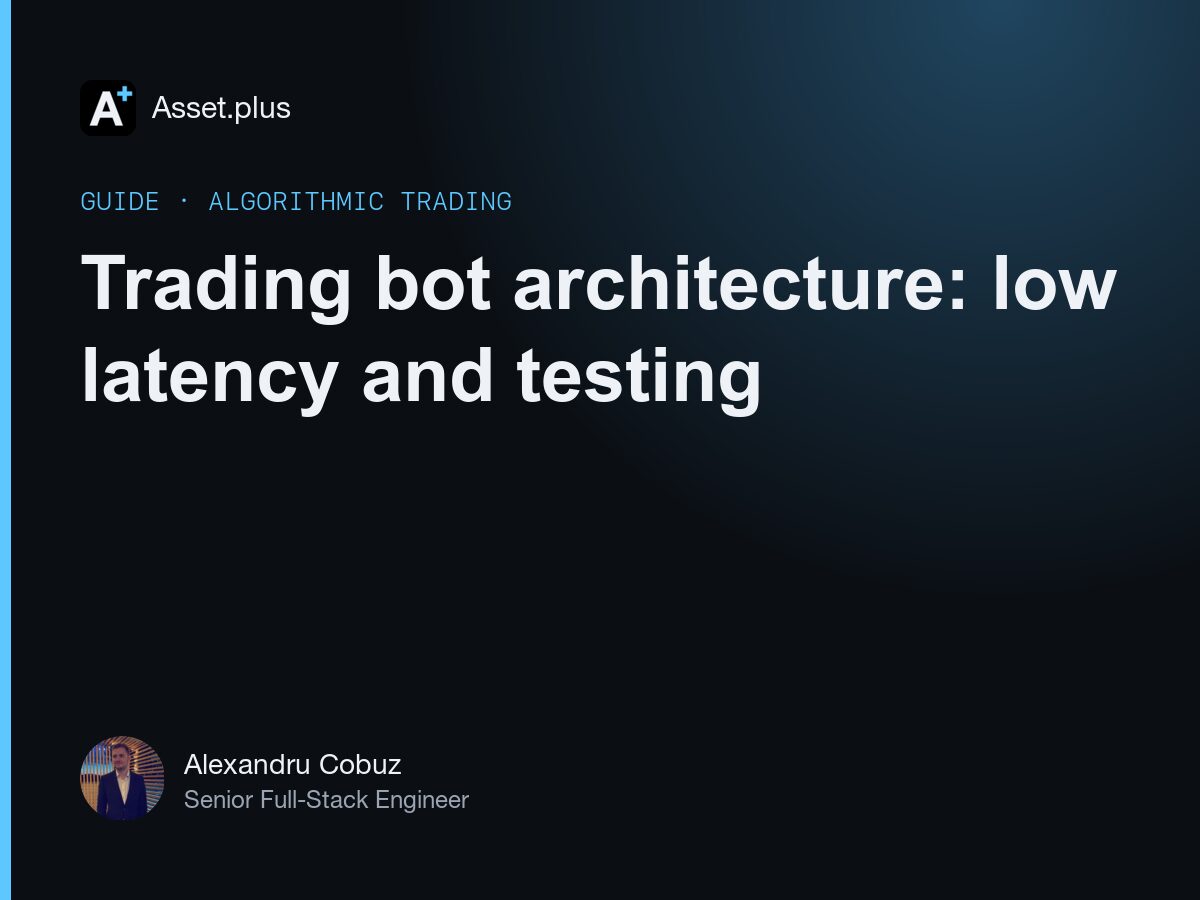 A+ Asset.plus
GUIDE · ALGORITHMIC TRADING
Trading bot architecture: low
latency and testing
Alexandru Cobuz
Senior Full-Stack Engineer